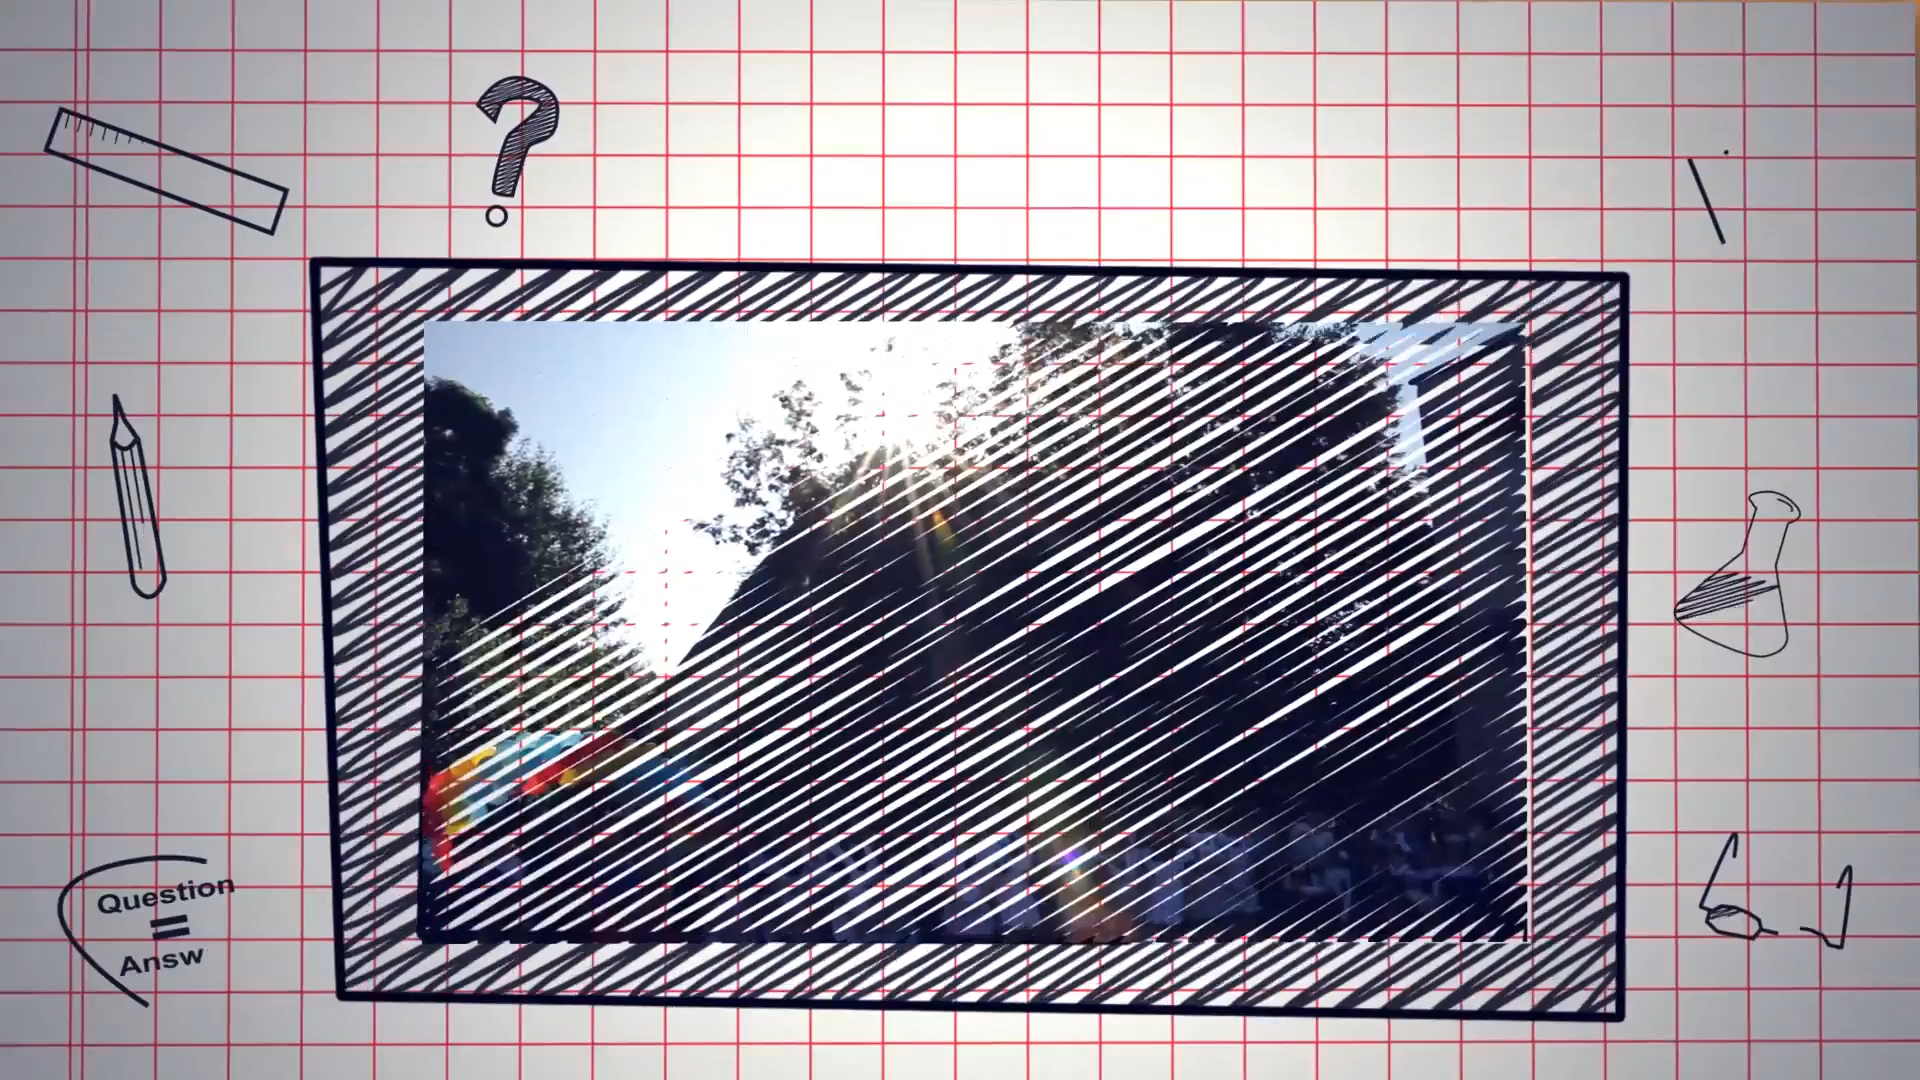 ?
Question
=
Answ